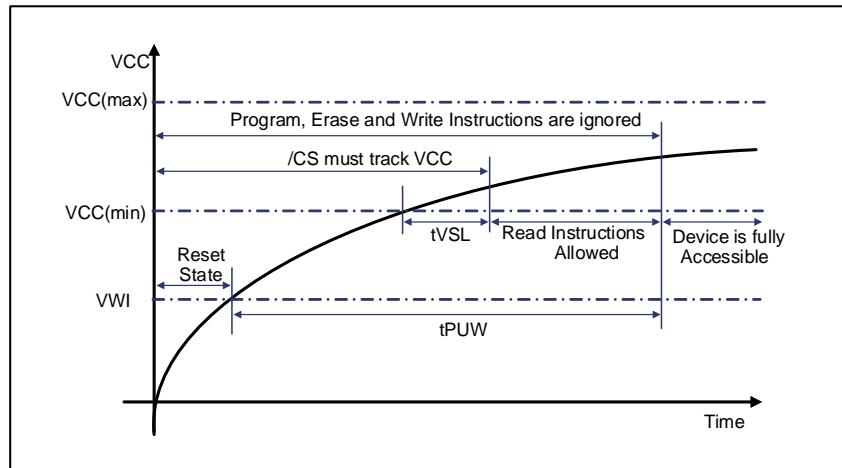 VCC
VCC(max)
Program, Erase and Write Instructions are ignored
/CS must track VCC
VCC(min)
tVSL
Read Instructions
Allowed
Device is fully
Accessible
Reset
State
VWI
tPUW
Time